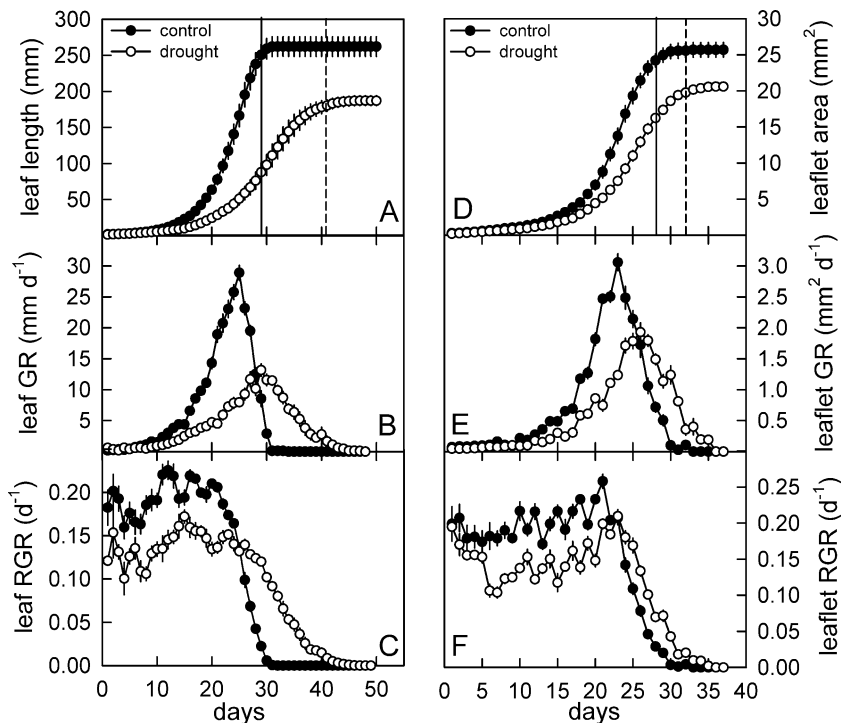 control
drought
leaf length (mm)
300
250
200
150
100
50
A
control
drought
leaflet area (mm²)
30
25
20
15
10
5
D
leaf GR (mm d⁻¹)
30
25
20
15
10
5
B
leaflet GR (mm² d⁻¹)
3.0
2.5
2.0
1.5
1.0
0.5
E
leaf RGR (d⁻¹)
0.20
0.15
0.10
0.05
0.00
C
leaflet RGR (d⁻¹)
0.25
0.20
0.15
0.10
0.05
0.00
F
0 10 20 30 40 50
days
0 5 10 15 20 25 30 35 40
days